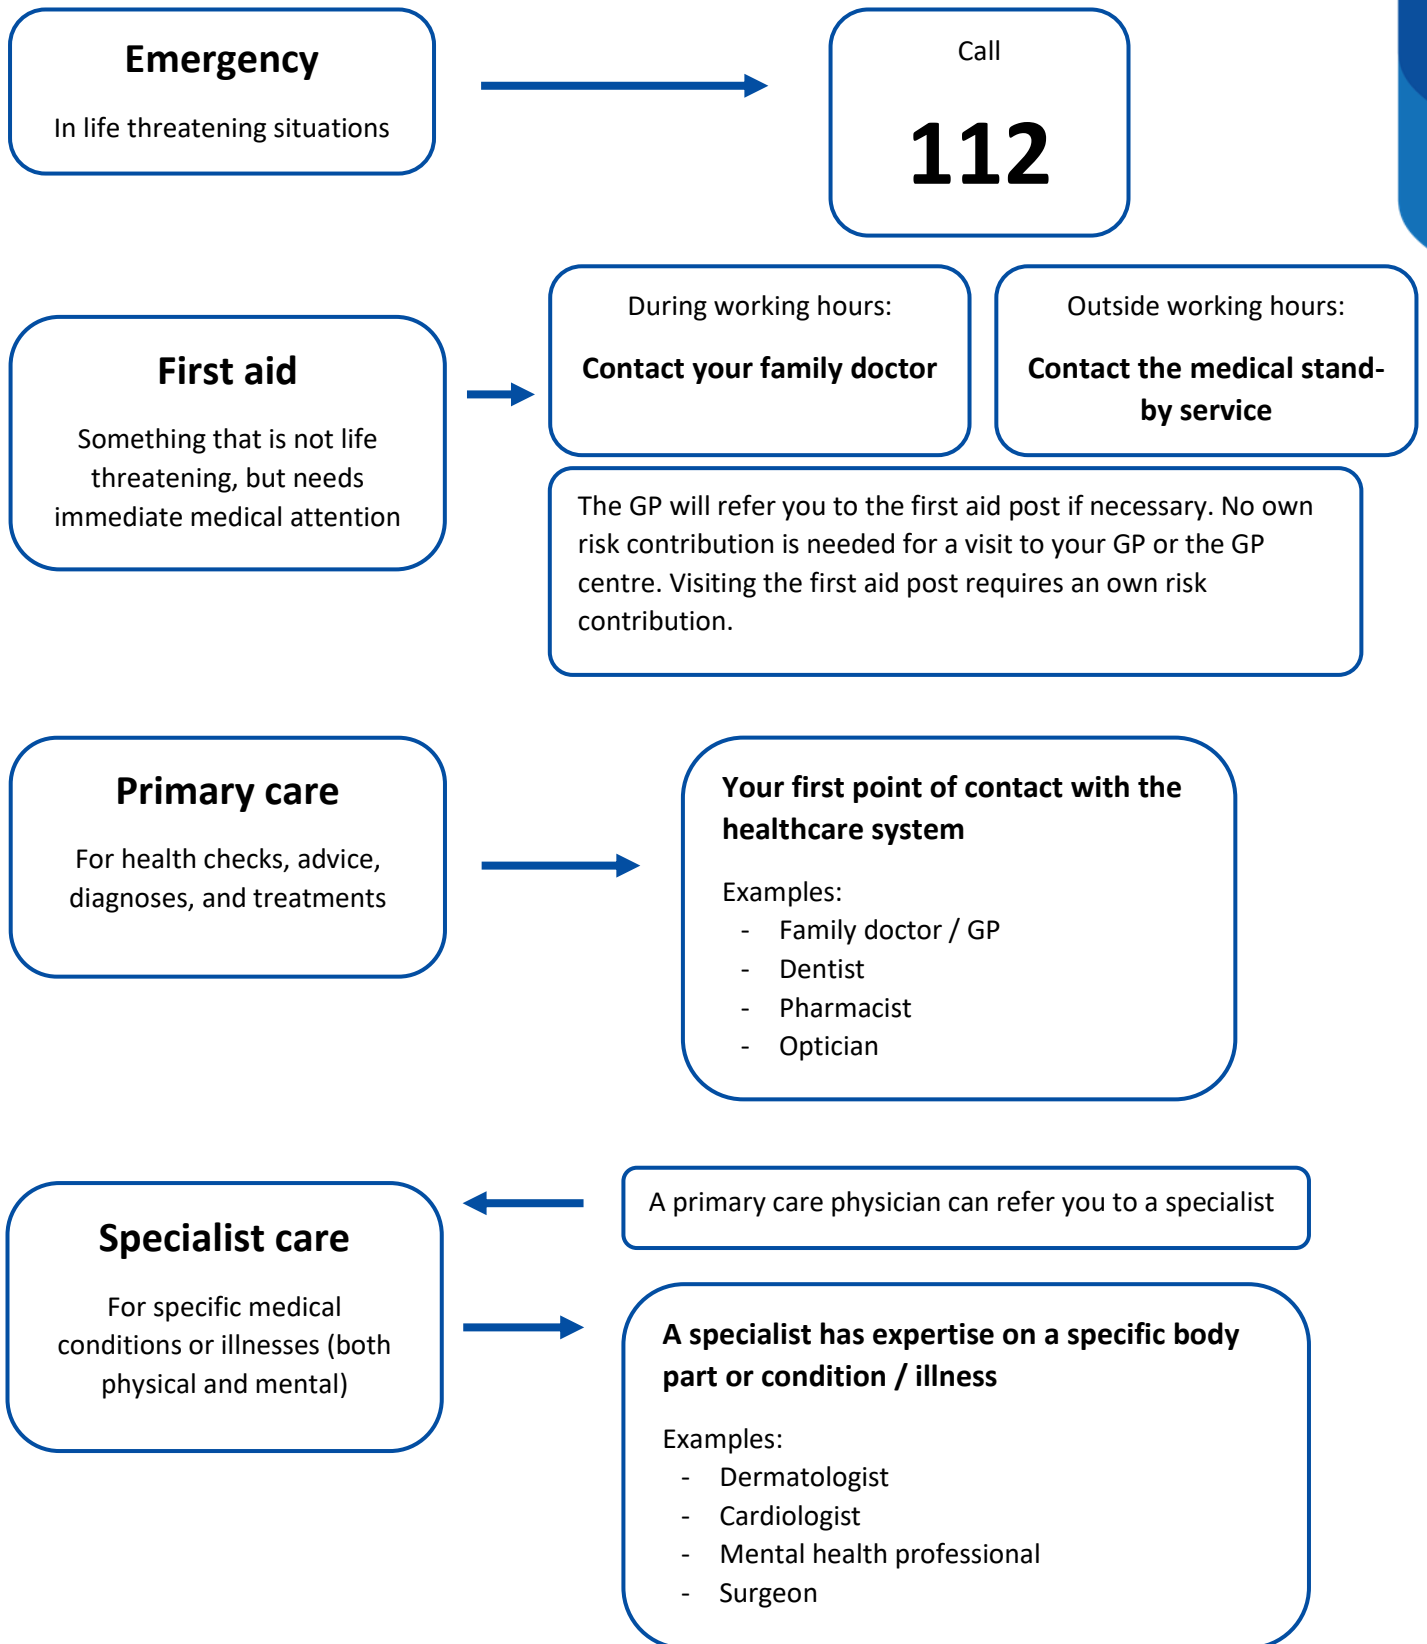 Emergency
In life threatening situations
Call
112
First aid
Something that is not life
threatening, but needs
immediate medical attention
During working hours:
Contact your family doctor
Outside working hours:
Contact the medical stand-
by service
The GP will refer you to the first aid post if necessary. No own
risk contribution is needed for a visit to your GP or the GP
centre. Visiting the first aid post requires an own risk
contribution.
Primary care
For health checks, advice,
diagnoses, and treatments
Your first point of contact with the
healthcare system
Examples:
- Family doctor / GP
- Dentist
- Pharmacist
- Optician
Specialist care
For specific medical
conditions or illnesses (both
physical and mental)
A primary care physician can refer you to a specialist
A specialist has expertise on a specific body
part or condition / illness
Examples:
- Dermatologist
- Cardiologist
- Mental health professional
- Surgeon